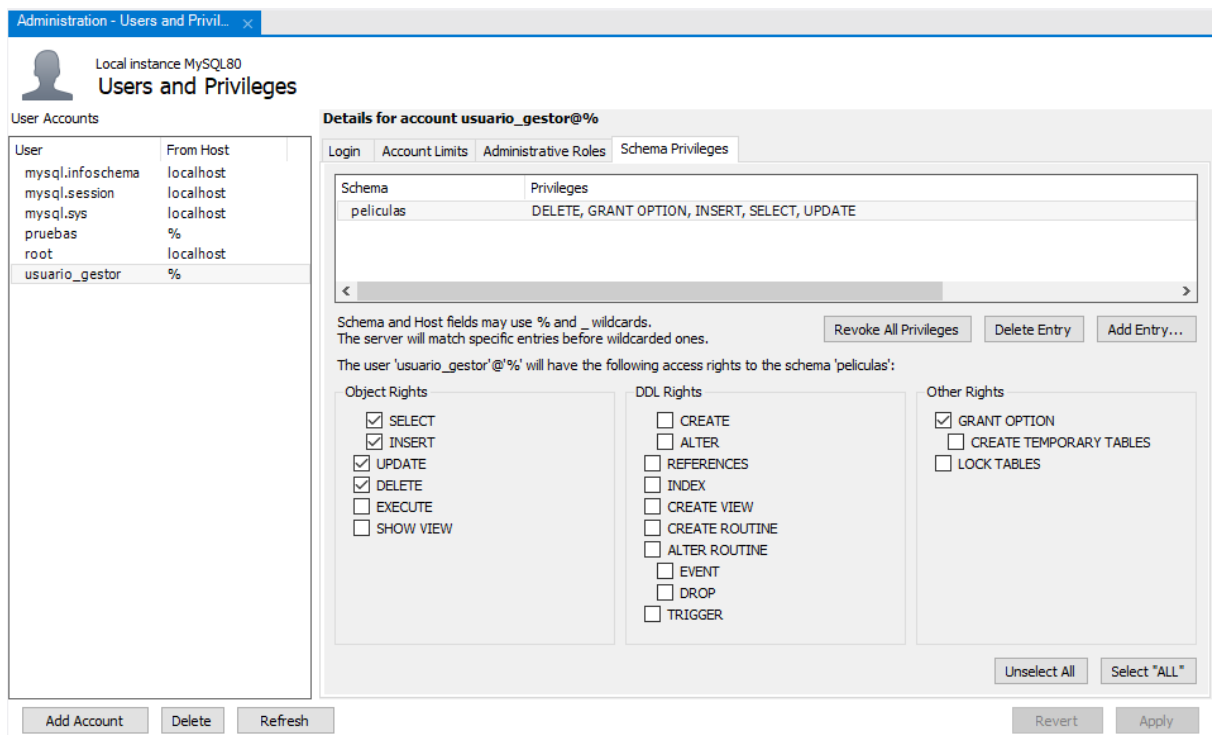 Administration - Users and Privil...
Local instance MySQL80
Users and Privileges
User Accounts
User From Host
mysql.infoschema localhost
mysql.session localhost
mysql.sys localhost
pruebas %
root localhost
usuario_gestor %
Details for account usuario_gestor@%
Login Account Limits Administrative Roles Schema Privileges
Schema Privileges
peliculas DELETE, GRANT OPTION, INSERT, SELECT, UPDATE
Schema and Host fields may use % and _ wildcards.
The server will match specific entries before wildcarded ones.
Revoke All Privileges Delete Entry Add Entry...
The user 'usuario_gestor'@'%' will have the following access rights to the schema 'peliculas':
Object Rights
SELECT
INSERT
UPDATE
DELETE
EXECUTE
SHOW VIEW
DDL Rights
CREATE
ALTER
REFERENCES
INDEX
CREATE VIEW
CREATE ROUTINE
ALTER ROUTINE
EVENT
DROP
TRIGGER
Other Rights
GRANT OPTION
CREATE TEMPORARY TABLES
LOCK TABLES
Unselect All Select "ALL"
Add Account Delete Refresh Revert Apply